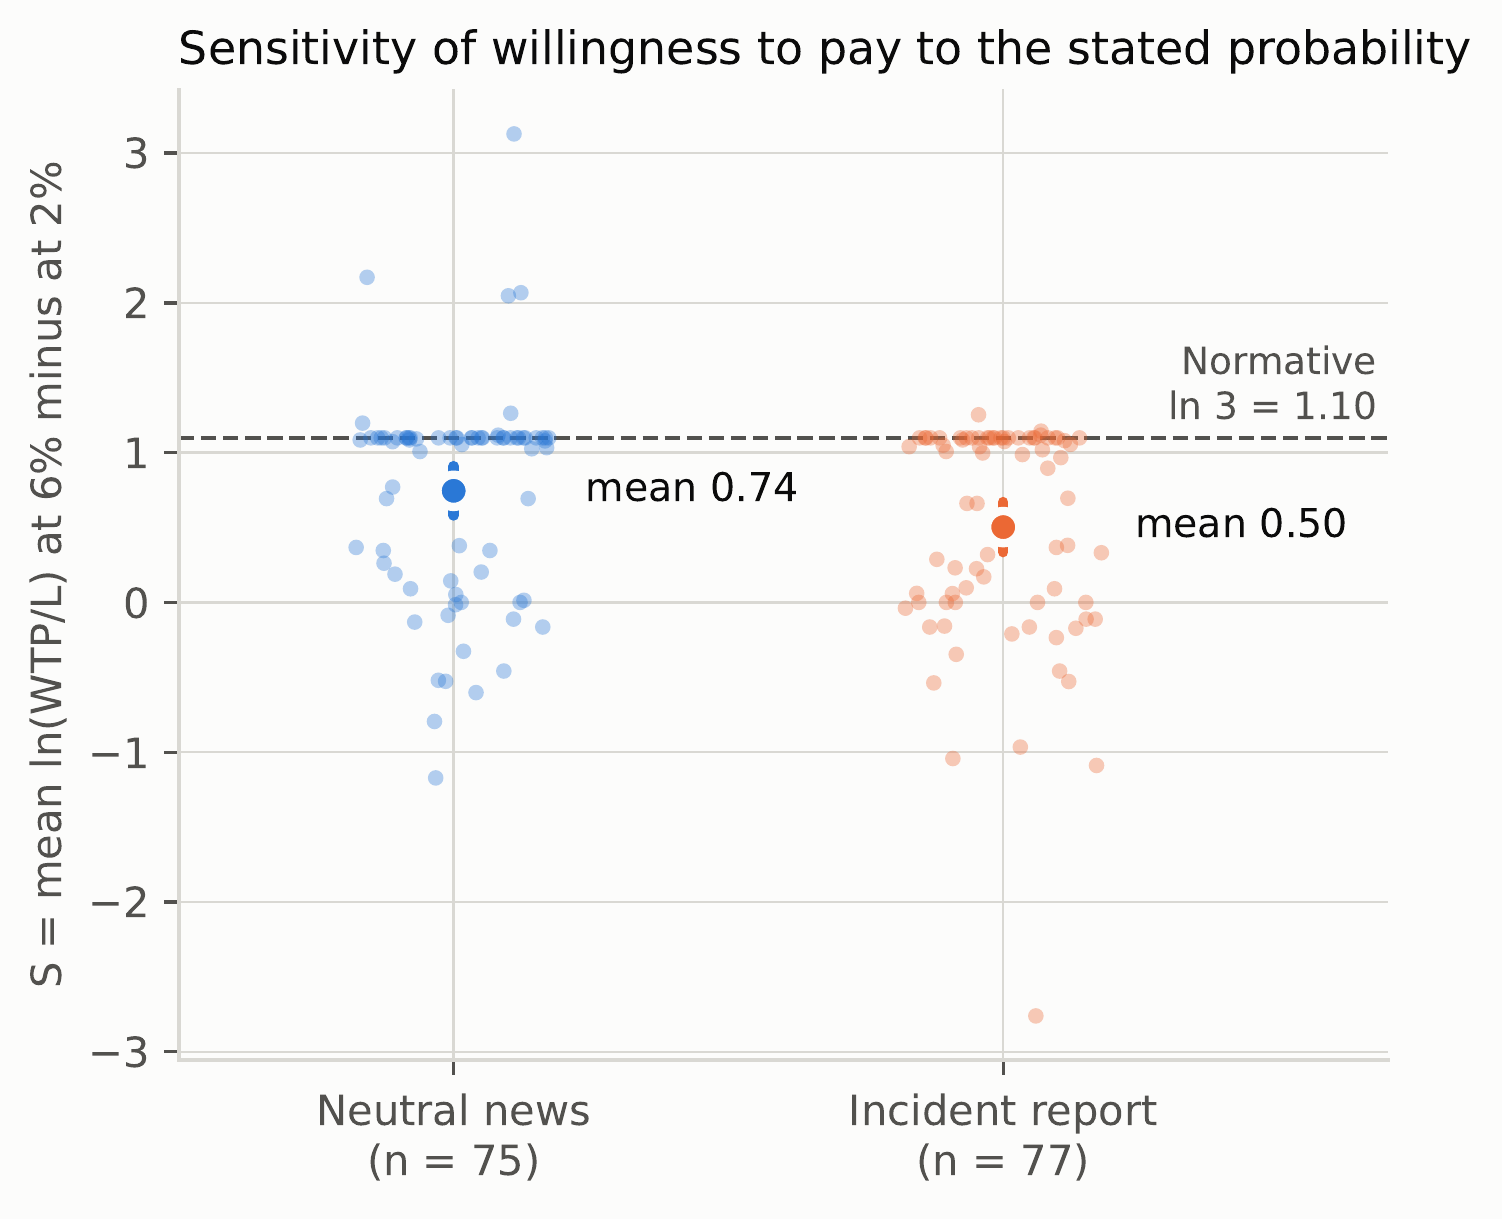 Sensitivity of willingness to pay to the stated probability
S = mean ln(WTP/L) at 6% minus at 2%
3
2
1
0
−1
−2
−3
Normative
ln 3 = 1.10
mean 0.74
mean 0.50
Neutral news
(n = 75)
Incident report
(n = 77)